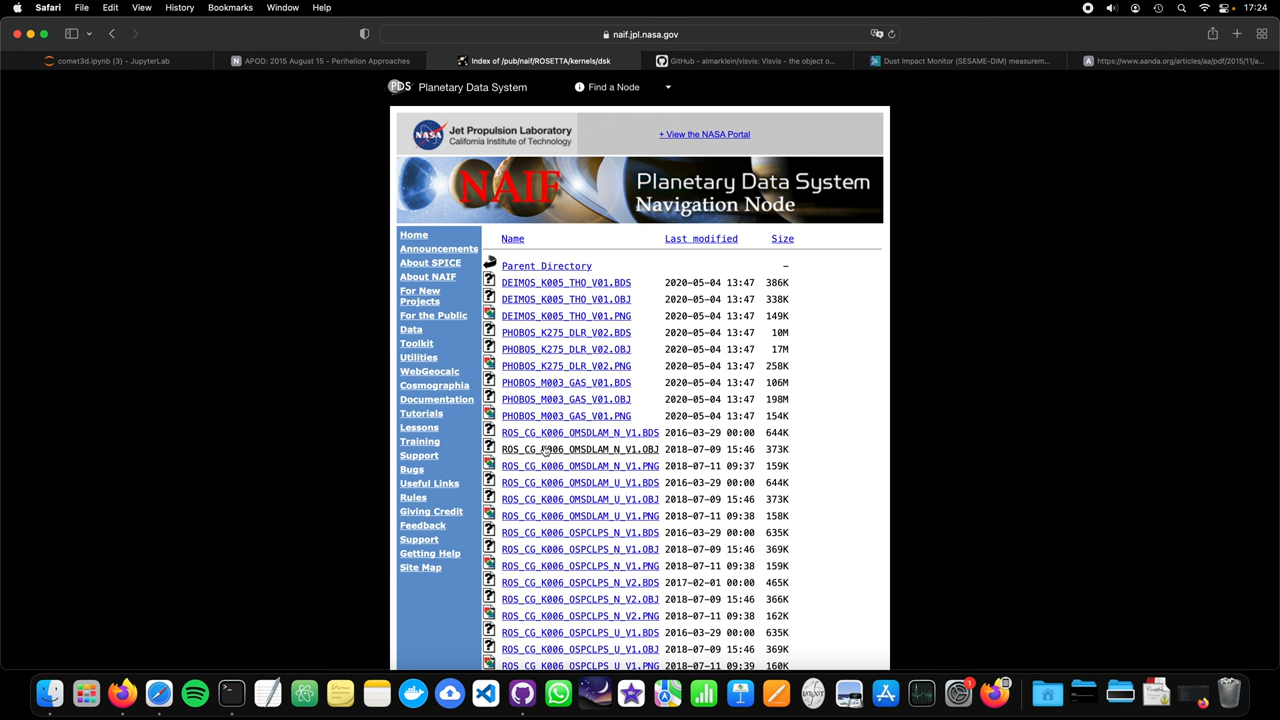 Safari File Edit View History Bookmarks Window Help 17:24
naif.jpl.nasa.gov
comet3d.ipynb (3) - JupyterLab
APOD: 2015 August 15 - Perihelion Approaches
Index of /pub/naif/ROSETTA/kernels/dsk
GitHub - almarklein/visvis: Visvis - the object o...
Dust Impact Monitor (SESAME-DIM) measurem...
https://www.aanda.org/articles/aa/pdf/2015/11/a...
PDS Planetary Data System Find a Node
NASA Jet Propulsion Laboratory
California Institute of Technology
+ View the NASA Portal
NAIF Planetary Data System
Navigation Node
Home
Announcements
About SPICE
About NAIF
For New
Projects
For the Public
Data
Toolkit
Utilities
WebGeocalc
Cosmographia
Documentation
Tutorials
Lessons
Training
Support
Bugs
Useful Links
Rules
Giving Credit
Feedback
Support
Getting Help
Site Map
Name Last modified Size
Parent Directory -
DEIMOS_K005_THO_V01.BDS 2020-05-04 13:47 386K
DEIMOS_K005_THO_V01.OBJ 2020-05-04 13:47 338K
DEIMOS_K005_THO_V01.PNG 2020-05-04 13:47 149K
PHOBOS_K275_DLR_V02.BDS 2020-05-04 13:47 10M
PHOBOS_K275_DLR_V02.OBJ 2020-05-04 13:47 17M
PHOBOS_K275_DLR_V02.PNG 2020-05-04 13:47 258K
PHOBOS_M003_GAS_V01.BDS 2020-05-04 13:47 106M
PHOBOS_M003_GAS_V01.OBJ 2020-05-04 13:47 198M
PHOBOS_M003_GAS_V01.PNG 2020-05-04 13:47 154K
ROS_CG_K006_OMSDLAM_N_V1.BDS 2016-03-29 00:00 644K
ROS_CG_K006_OMSDLAM_N_V1.OBJ 2018-07-09 15:46 373K
ROS_CG_K006_OMSDLAM_N_V1.PNG 2018-07-11 09:37 159K
ROS_CG_K006_OMSDLAM_U_V1.BDS 2016-03-29 00:00 644K
ROS_CG_K006_OMSDLAM_U_V1.OBJ 2018-07-09 15:46 373K
ROS_CG_K006_OMSDLAM_U_V1.PNG 2018-07-11 09:38 158K
ROS_CG_K006_OSPCLPS_N_V1.BDS 2016-03-29 00:00 635K
ROS_CG_K006_OSPCLPS_N_V1.OBJ 2018-07-09 15:46 369K
ROS_CG_K006_OSPCLPS_N_V1.PNG 2018-07-11 09:38 159K
ROS_CG_K006_OSPCLPS_N_V2.BDS 2017-02-01 00:00 465K
ROS_CG_K006_OSPCLPS_N_V2.OBJ 2018-07-09 15:46 366K
ROS_CG_K006_OSPCLPS_N_V2.PNG 2018-07-11 09:38 162K
ROS_CG_K006_OSPCLPS_U_V1.BDS 2016-03-29 00:00 635K
ROS_CG_K006_OSPCLPS_U_V1.OBJ 2018-07-09 15:46 369K
ROS_CG_K006_OSPCLPS_U_V1.PNG 2018-07-11 09:39 160K